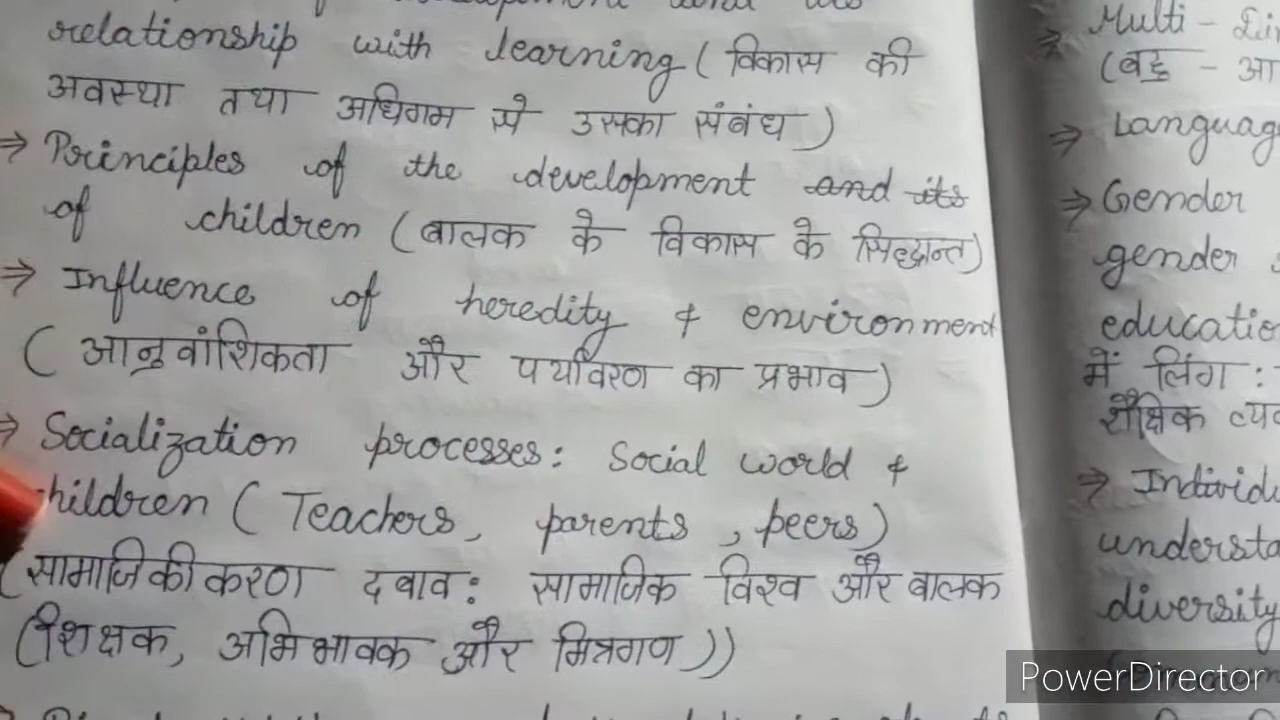 relationship with learning ( विकास की
अवस्था तथा अधिगम से उसका संबंध )
⇒ Principles of the development and its
of children ( बालक के विकास के सिद्धान्त)
⇒ Influence of heredity & environment
( आनुवांशिकता और पर्यावरण का प्रभाव )
⇒ Socialization processes: Social world &
children ( Teachers, parents, peers)
(सामाजिकीकरण दबाव: सामाजिक विश्व और बालक
(शिक्षक, अभिभावक और मित्रगण ))
⇒ Multi -
(बहु - आ
⇒ Languag
⇒ Gender
gender
educatio
में लिंग :
शैक्षिक व्य
⇒ Individ
understa
diversity
PowerDirector